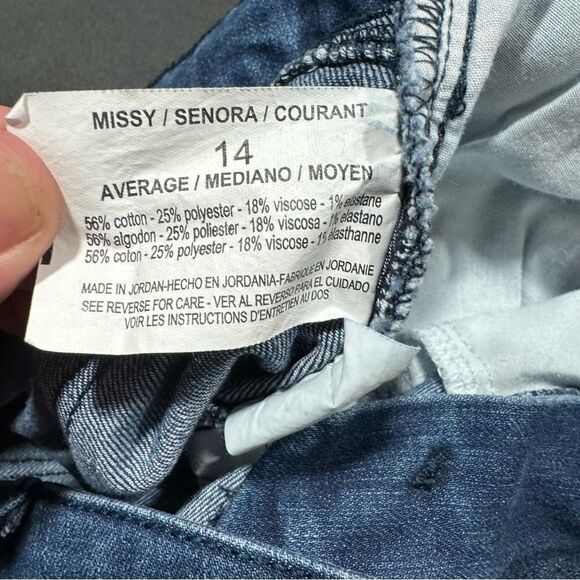 MISSY / SENORA / COURANT
14
AVERAGE / MEDIANO / MOYEN
56% cotton - 25% polyester - 18% viscose - 1% elastane
56% algodon - 25% poliester - 18% viscosa - 1% elastano
56% coton - 25% polyester - 18% viscose - 1% elasthanne
MADE IN JORDAN-HECHO EN JORDANIA-FABRIQUE EN JORDANIE
SEE REVERSE FOR CARE - VER AL REVERSO PARA EL CUIDADO
VOIR LES INSTRUCTIONS D'ENTRETIEN AU DOS